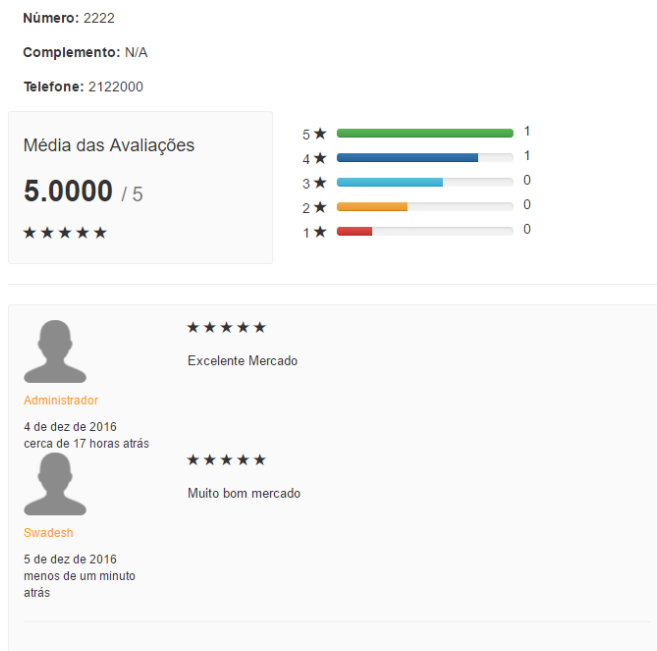 Número: 2222
Complemento: N/A
Telefone: 2122000
Média das Avaliações
5.0000 / 5
★★★★★
5 ★ 1
4 ★ 1
3 ★ 0
2 ★ 0
1 ★ 0
★★★★★
Excelente Mercado
Administrador
4 de dez de 2016
cerca de 17 horas atrás
★★★★★
Muito bom mercado
Swadesh
5 de dez de 2016
menos de um minuto
atrás